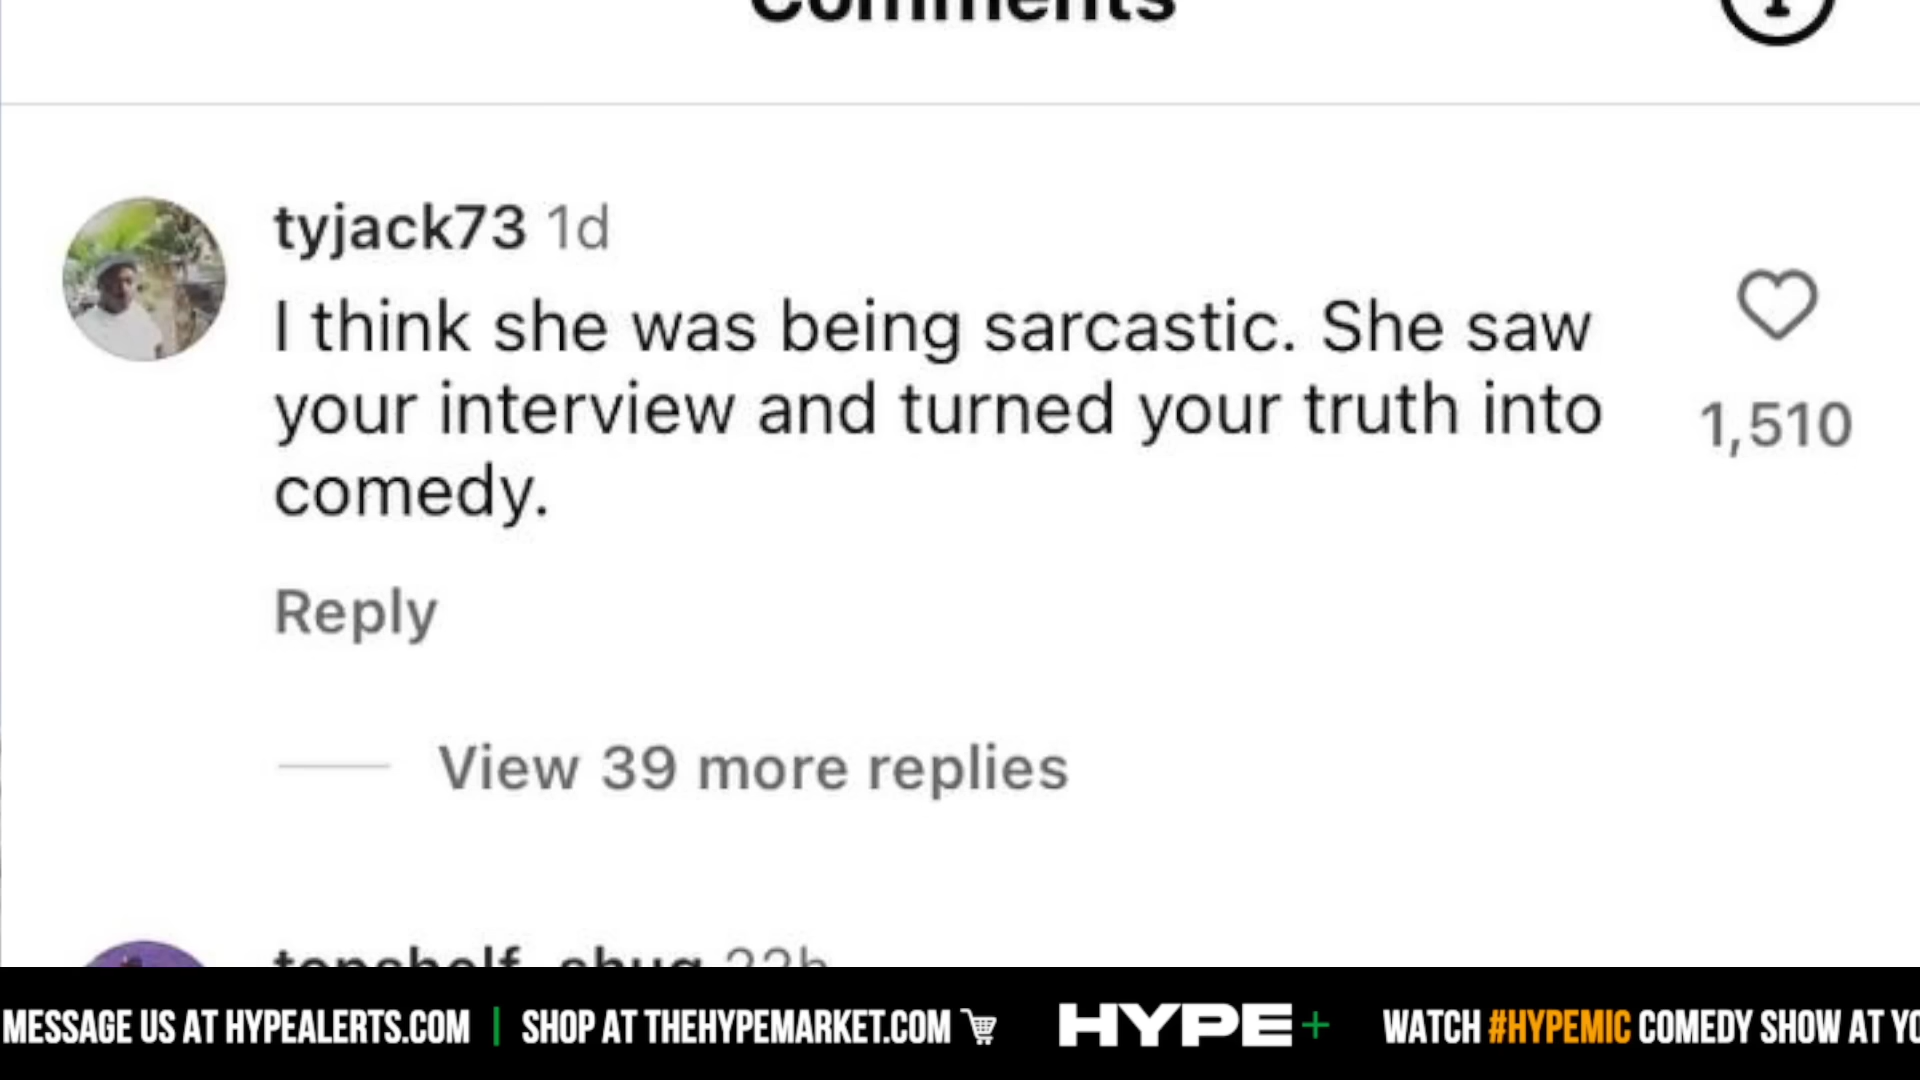 Comments
tyjack73 1d
I think she was being sarcastic. She saw
your interview and turned your truth into
comedy.
1,510
Reply
View 39 more replies
topshelf_shug 22h
MESSAGE US AT HYPEALERTS.COM | SHOP AT THEHYPEMARKET.COM HYPE+ WATCH #HYPEMIC COMEDY SHOW AT